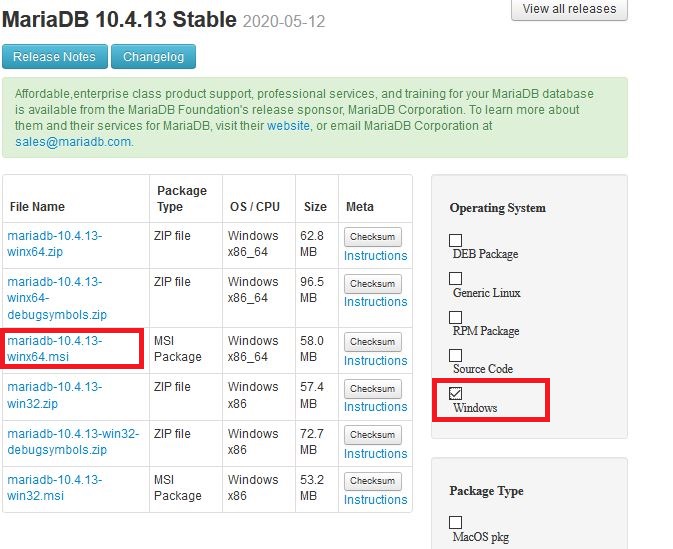 View all releases
MariaDB 10.4.13 Stable 2020-05-12
Release Notes
Changelog
Affordable,enterprise class product support, professional services, and training for your MariaDB database
is available from the MariaDB Foundation's release sponsor, MariaDB Corporation. To learn more about
them and their services for MariaDB, visit their website, or email MariaDB Corporation at
sales@mariadb.com.
File Name Package Type OS / CPU Size Meta
mariadb-10.4.13- ZIP file Windows 62.8 Checksum
winx64.zip x86_64 MB Instructions
mariadb-10.4.13- ZIP file Windows 96.5 Checksum
winx64- x86_64 MB Instructions
debugsymbols.zip
mariadb-10.4.13- MSI Windows 58.0 Checksum
winx64.msi Package x86_64 MB Instructions
mariadb-10.4.13- ZIP file Windows 57.4 Checksum
win32.zip x86 MB Instructions
mariadb-10.4.13-win32- ZIP file Windows 72.7 Checksum
debugsymbols.zip x86 MB Instructions
mariadb-10.4.13- MSI Windows 53.2 Checksum
win32.msi Package x86 MB Instructions
Operating System
DEB Package
Generic Linux
RPM Package
Source Code
Windows
Package Type
MacOS pkg